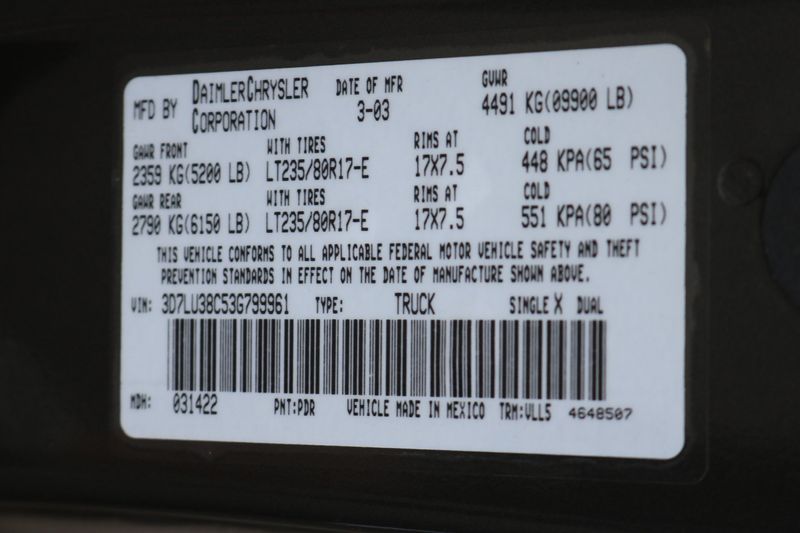 MFD BY DAIMLERCHRYSLER CORPORATION DATE OF MFR 3-03 GVWR 4491 KG(09900 LB)
GAWR FRONT WITH TIRES RIMS AT COLD
2359 KG(5200 LB) LT235/80R17-E 17X7.5 448 KPA(65 PSI)
GAWR REAR WITH TIRES RIMS AT COLD
2790 KG(6150 LB) LT235/80R17-E 17X7.5 551 KPA(80 PSI)
THIS VEHICLE CONFORMS TO ALL APPLICABLE FEDERAL MOTOR VEHICLE SAFETY AND THEFT
PREVENTION STANDARDS IN EFFECT ON THE DATE OF MANUFACTURE SHOWN ABOVE.
VIN: 3D7LU38C53G799961 TYPE: TRUCK SINGLE X DUAL
MDH: 031422 PNT:PDR VEHICLE MADE IN MEXICO TRM:VLL5 4648507